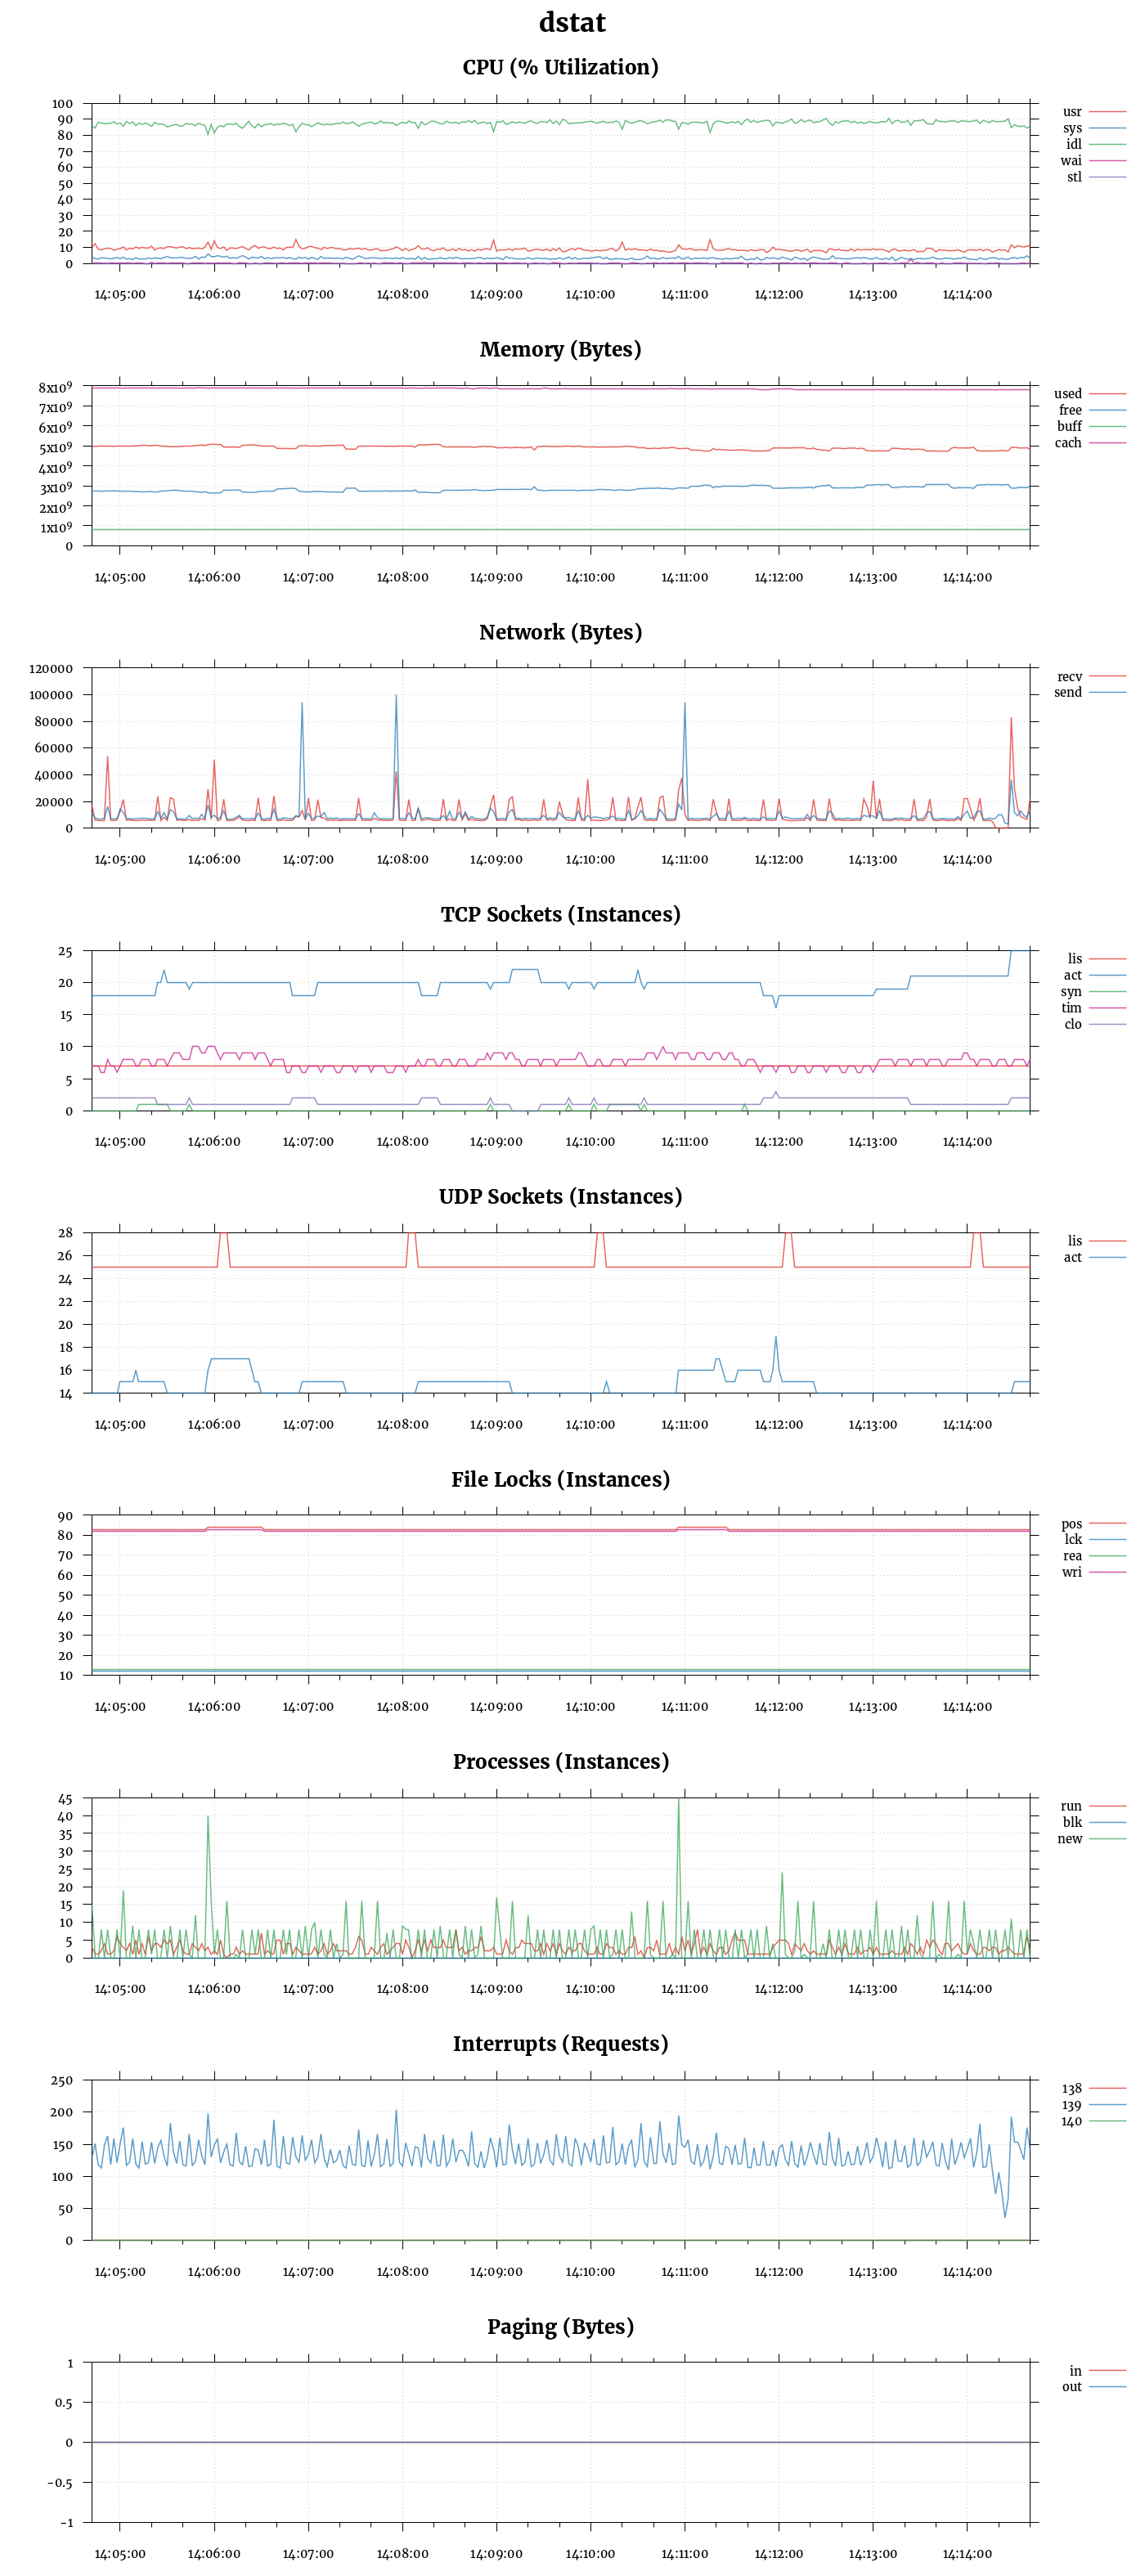 dstat
CPU (% Utilization)
100
90
80
70
60
50
40
30
20
10
0
usr
sys
idl
wai
stl
14:05:00 14:06:00 14:07:00 14:08:00 14:09:00 14:10:00 14:11:00 14:12:00 14:13:00 14:14:00
Memory (Bytes)
8x10⁹
7x10⁹
6x10⁹
5x10⁹
4x10⁹
3x10⁹
2x10⁹
1x10⁹
0
used
free
buff
cach
14:05:00 14:06:00 14:07:00 14:08:00 14:09:00 14:10:00 14:11:00 14:12:00 14:13:00 14:14:00
Network (Bytes)
120000
100000
80000
60000
40000
20000
0
recv
send
14:05:00 14:06:00 14:07:00 14:08:00 14:09:00 14:10:00 14:11:00 14:12:00 14:13:00 14:14:00
TCP Sockets (Instances)
25
20
15
10
5
0
lis
act
syn
tim
clo
14:05:00 14:06:00 14:07:00 14:08:00 14:09:00 14:10:00 14:11:00 14:12:00 14:13:00 14:14:00
UDP Sockets (Instances)
28
26
24
22
20
18
16
14
lis
act
14:05:00 14:06:00 14:07:00 14:08:00 14:09:00 14:10:00 14:11:00 14:12:00 14:13:00 14:14:00
File Locks (Instances)
90
80
70
60
50
40
30
20
10
pos
lck
rea
wri
14:05:00 14:06:00 14:07:00 14:08:00 14:09:00 14:10:00 14:11:00 14:12:00 14:13:00 14:14:00
Processes (Instances)
45
40
35
30
25
20
15
10
5
0
run
blk
new
14:05:00 14:06:00 14:07:00 14:08:00 14:09:00 14:10:00 14:11:00 14:12:00 14:13:00 14:14:00
Interrupts (Requests)
250
200
150
100
50
0
138
139
140
14:05:00 14:06:00 14:07:00 14:08:00 14:09:00 14:10:00 14:11:00 14:12:00 14:13:00 14:14:00
Paging (Bytes)
1
0.5
0
-0.5
-1
in
out
14:05:00 14:06:00 14:07:00 14:08:00 14:09:00 14:10:00 14:11:00 14:12:00 14:13:00 14:14:00